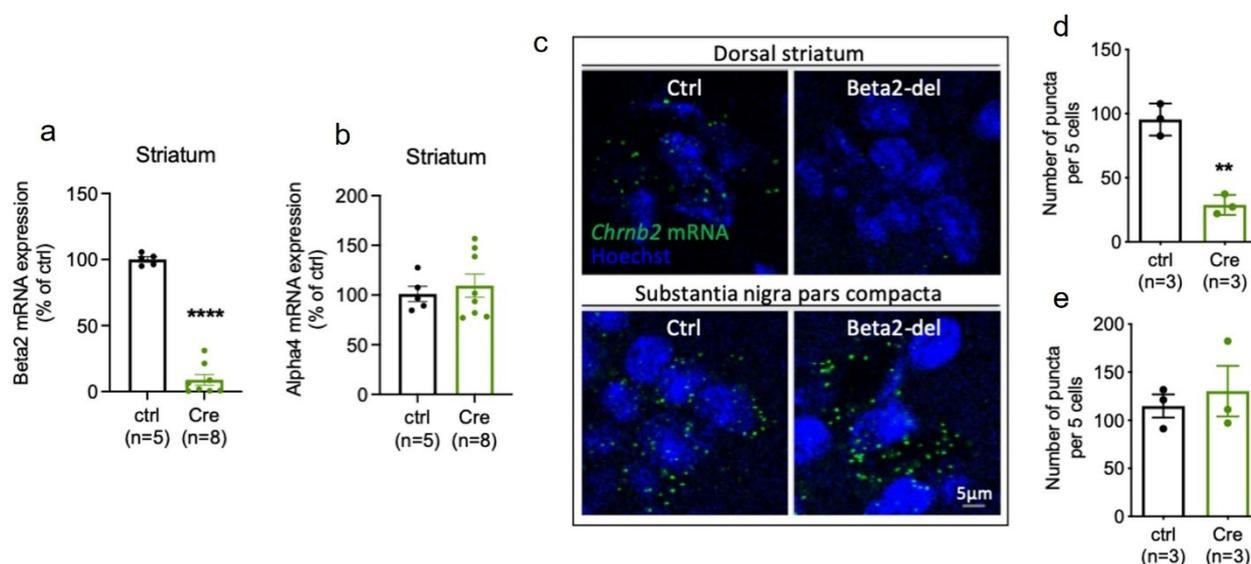 a
Striatum
Beta2 mRNA expression
(% of ctrl)
150
100
50
0
****
ctrl
(n=5)
Cre
(n=8)
b
Striatum
Alpha4 mRNA expression
(% of ctrl)
200
150
100
50
0
ctrl
(n=5)
Cre
(n=8)
c
Dorsal striatum
Ctrl
Beta2-del
Chrnb2 mRNA
Hoechst
Substantia nigra pars compacta
Ctrl
Beta2-del
5µm
d
Number of puncta
per 5 cells
150
100
50
0
**
ctrl
(n=3)
Cre
(n=3)
e
Number of puncta
per 5 cells
200
150
100
50
0
ctrl
(n=3)
Cre
(n=3)